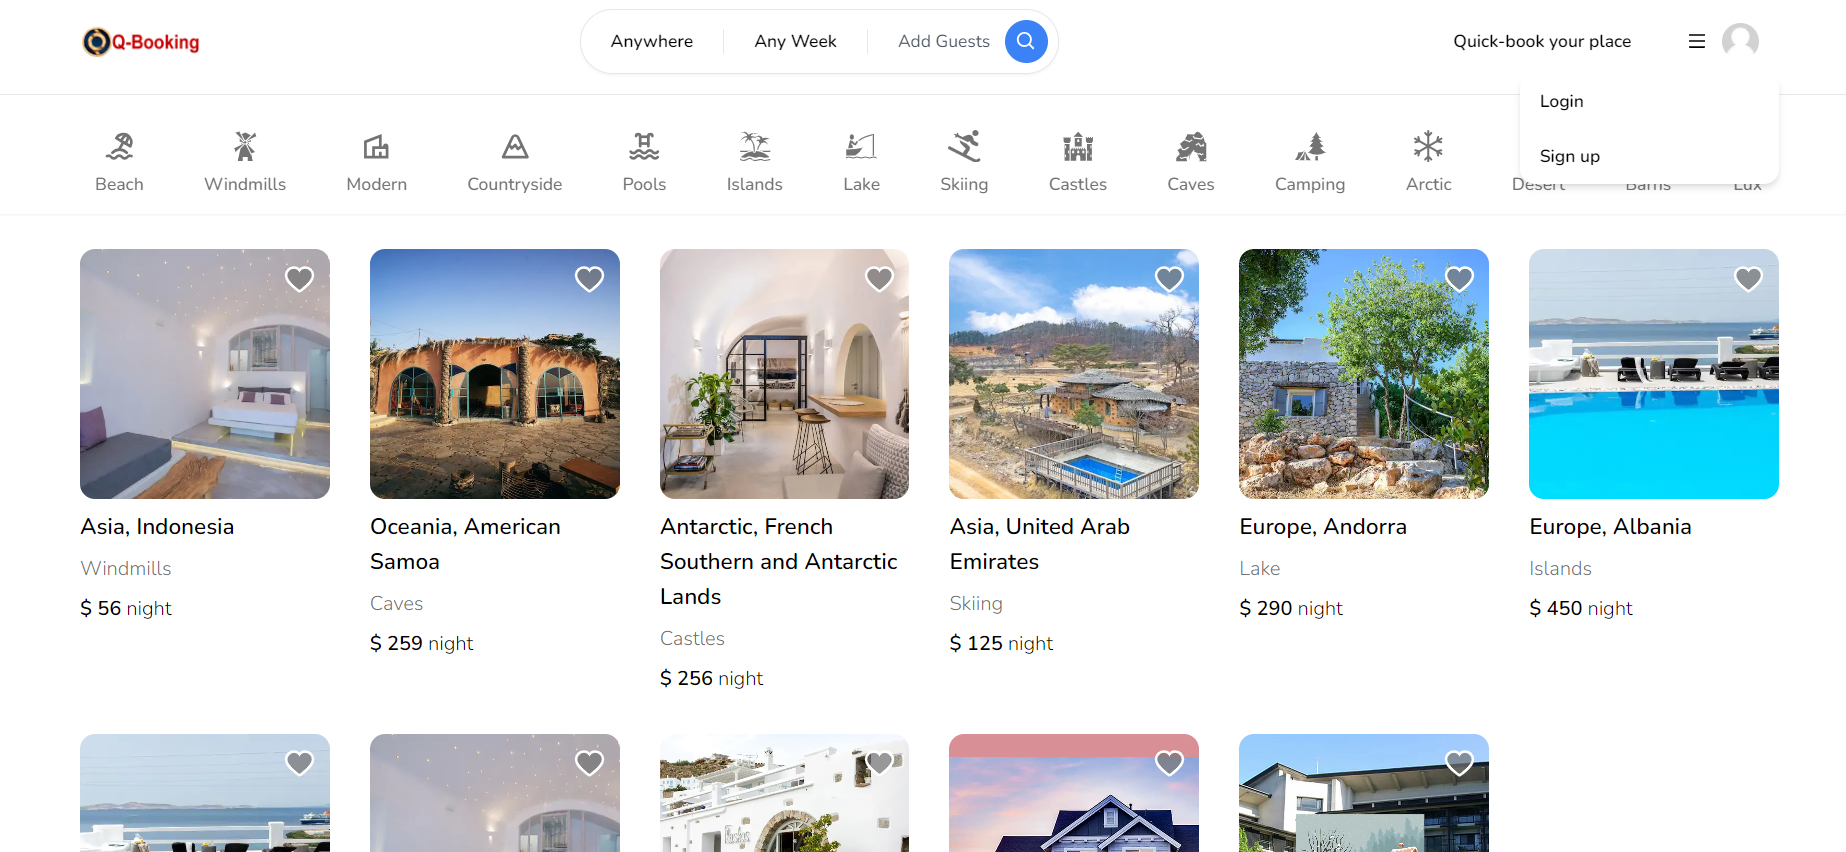 Q-Booking
Anywhere
Any Week
Add Guests
Quick-book your place
Login
Sign up
Beach
Windmills
Modern
Countryside
Pools
Islands
Lake
Skiing
Castles
Caves
Camping
Arctic
Desert
Barns
Lux
Asia, Indonesia
Windmills
$ 56 night
Oceania, American
Samoa
Caves
$ 259 night
Antarctic, French
Southern and Antarctic
Lands
Castles
$ 256 night
Asia, United Arab
Emirates
Skiing
$ 125 night
Europe, Andorra
Lake
$ 290 night
Europe, Albania
Islands
$ 450 night